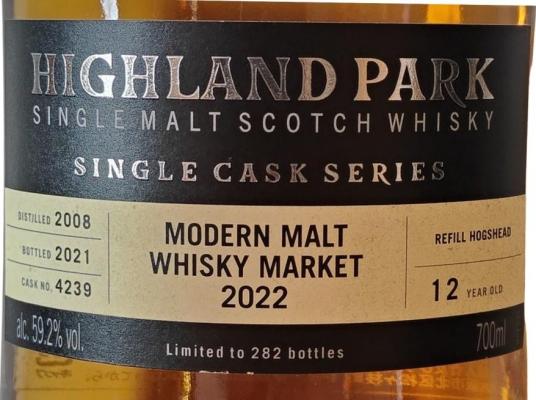 HIGHLAND PARK
SINGLE MALT SCOTCH WHISKY
SINGLE CASK SERIES
DISTILLED 2008
BOTTLED 2021
CASK NO. 4239
MODERN MALT
WHISKY MARKET
2022
REFILL HOGSHEAD
12 YEAR OLD
alc. 59.2% vol.
Limited to 282 bottles
700ml